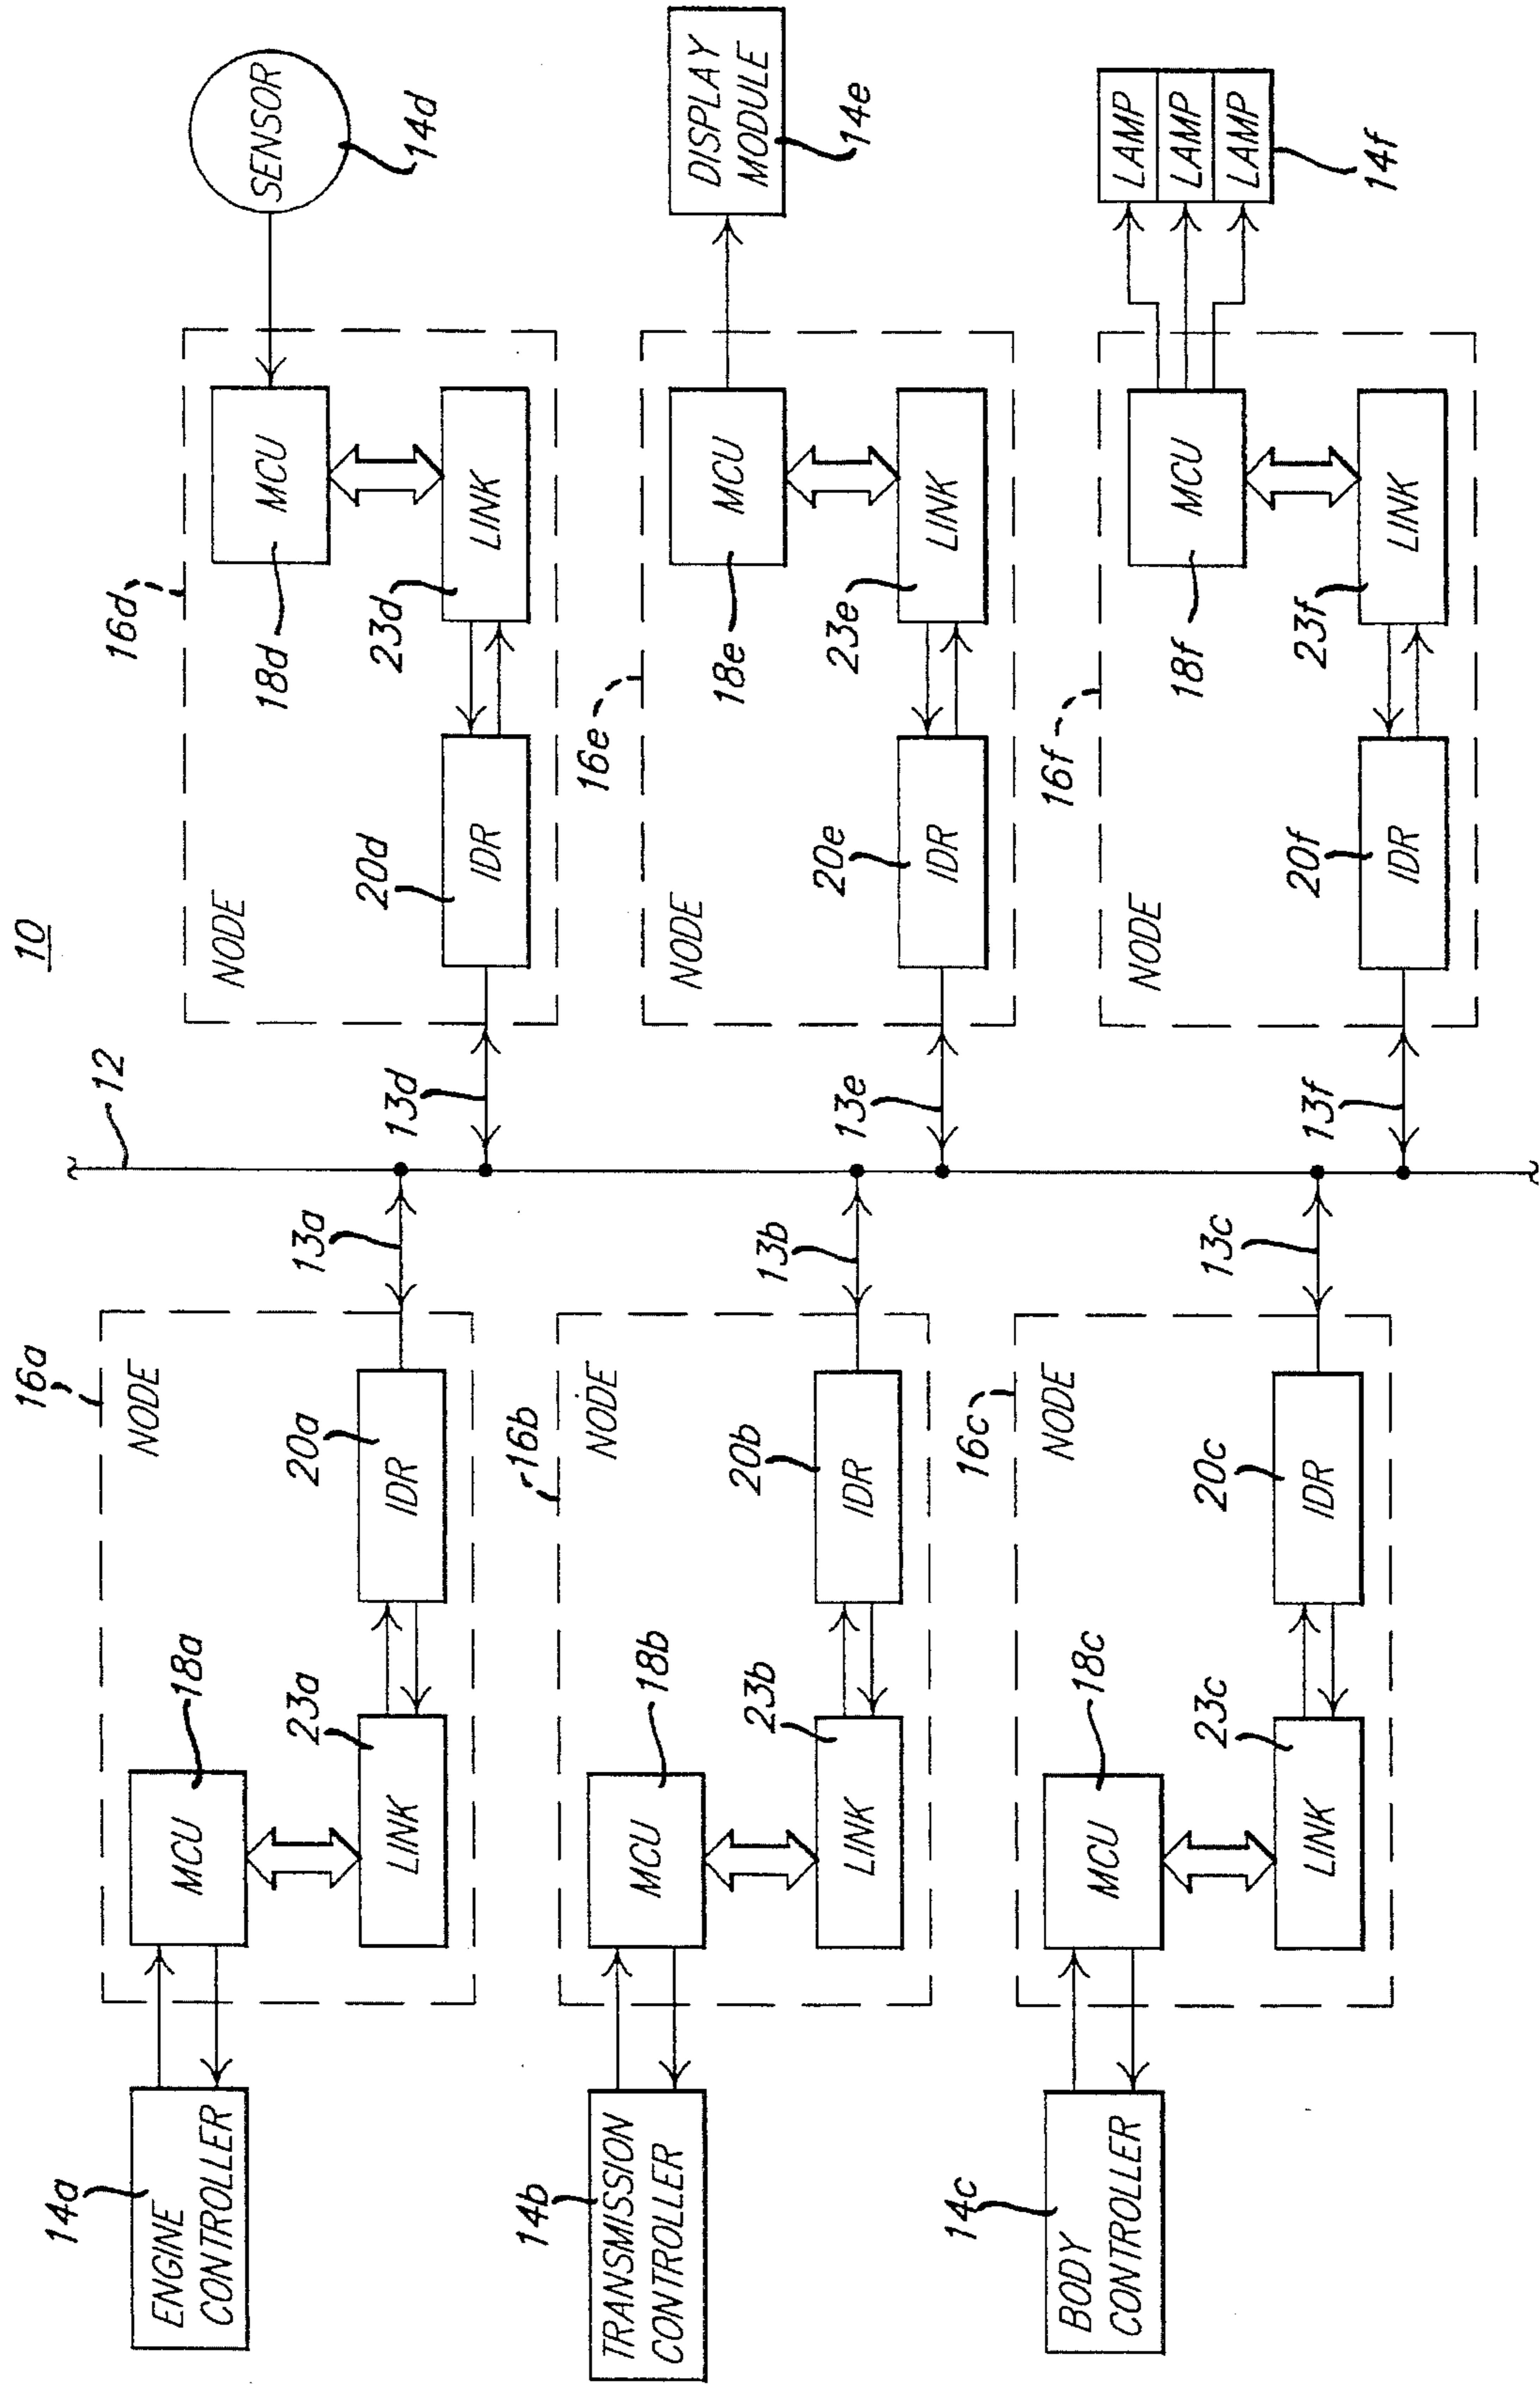 10
12
14a
ENGINE
CONTROLLER
16a
NODE
MCU
18a
LINK
23a
IDR
20a
13a
14b
TRANSMISSION
CONTROLLER
16b
NODE
MCU
18b
LINK
23b
IDR
20b
13b
14c
BODY
CONTROLLER
16c
NODE
MCU
18c
LINK
23c
IDR
20c
13c
16d
NODE
MCU
18d
LINK
23d
IDR
20d
13d
SENSOR
14d
16e
NODE
MCU
18e
LINK
23e
IDR
20e
13e
DISPLAY
MODULE
14e
16f
NODE
MCU
18f
LINK
23f
IDR
20f
13f
LAMP
LAMP
LAMP
14f